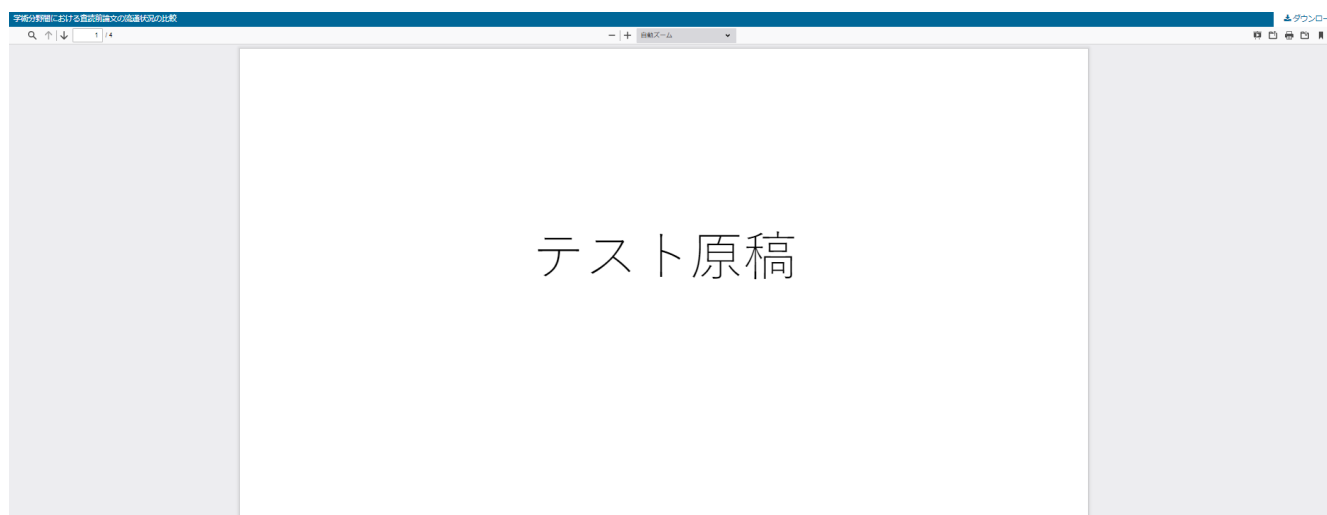 学術分野間における査読前論文の流通状況の比較
ダウンロー
1 / 4
自動ズーム
テスト原稿